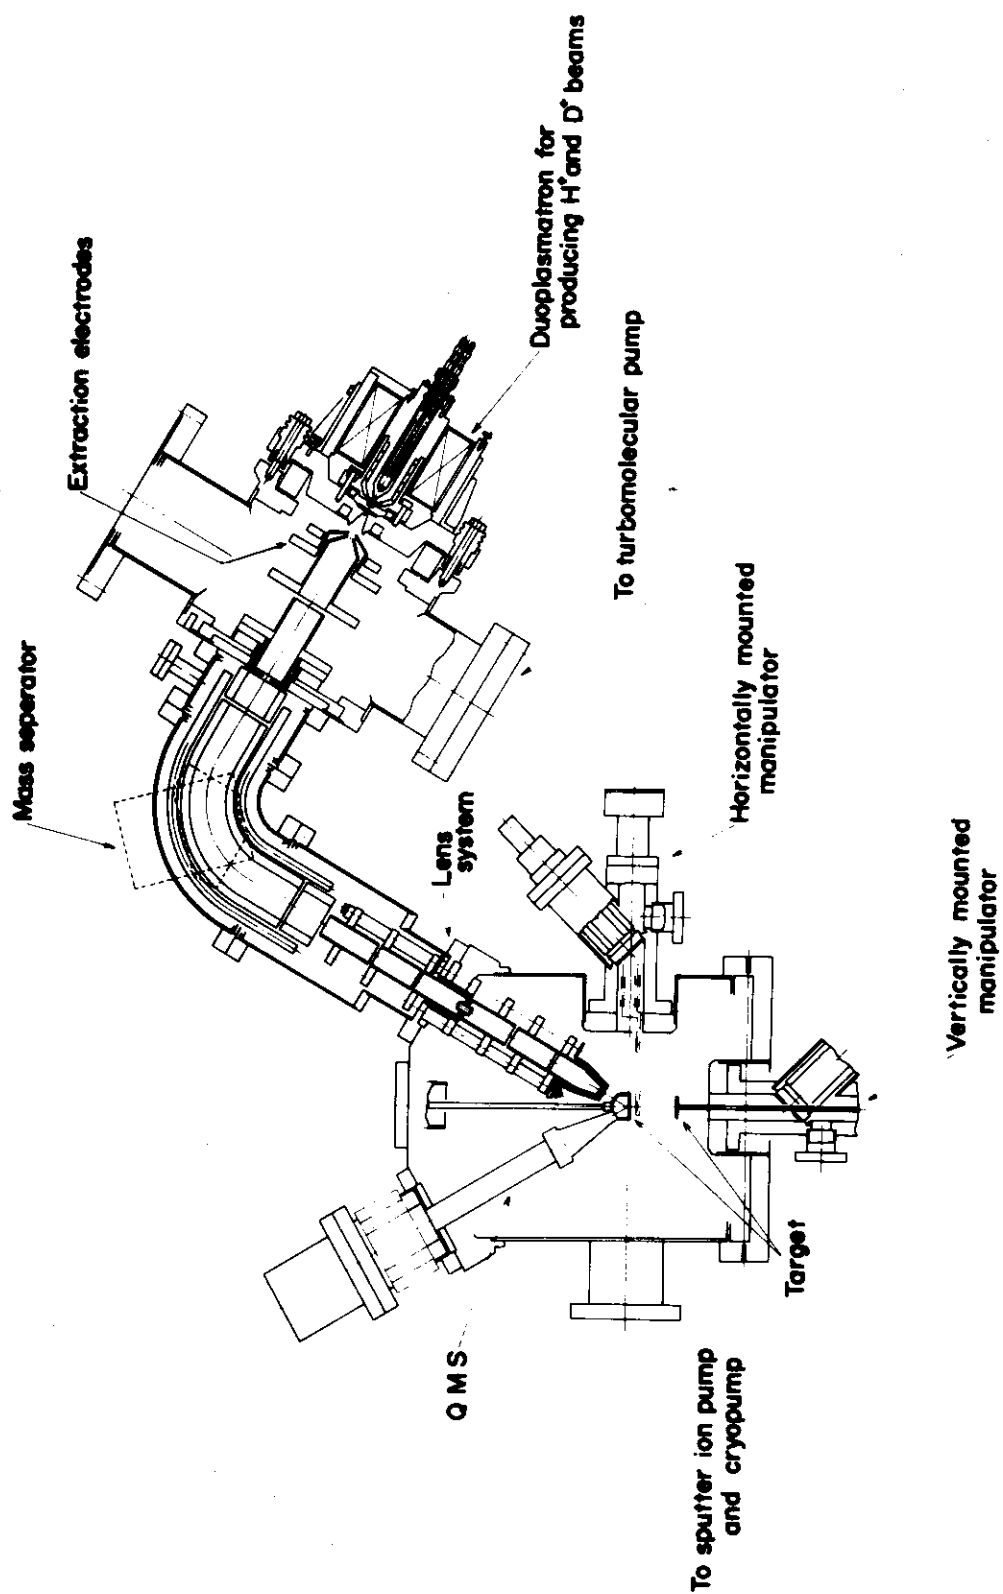 Mass seperator
Extraction electrodes
Duoplasmatron for
producing H⁺and D⁺ beams
To turbomolecular pump
Lens
system
Horizontally mounted
manipulator
Q M S
Target
To sputter ion pump
and cryopump
Vertically mounted
manipulator